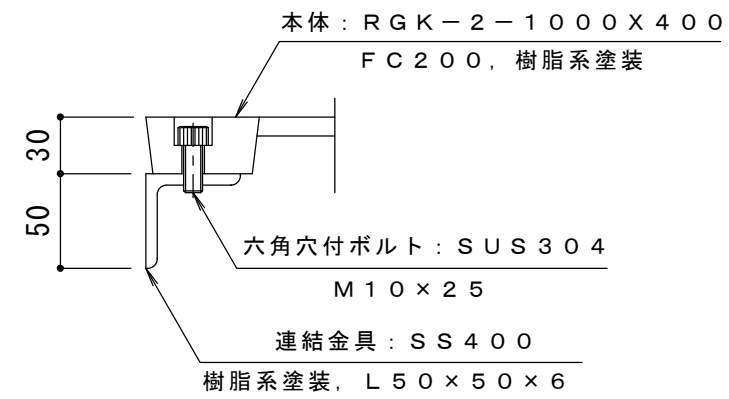 本体：ＲＧＫ－２－１０００Ｘ４００
ＦＣ２００，樹脂系塗装
30
50
六角穴付ボルト：ＳＵＳ３０４
Ｍ１０×２５
連結金具：ＳＳ４００
樹脂系塗装，Ｌ５０×５０×６